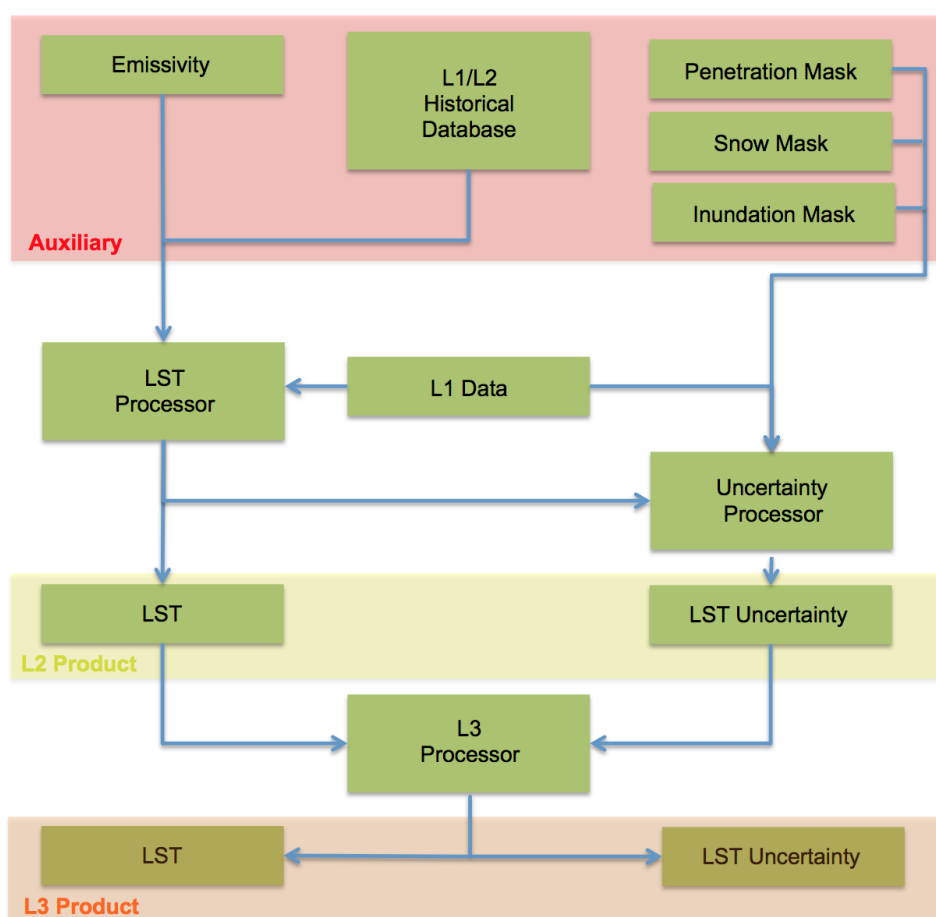 Emissivity
L1/L2
Historical
Database
Penetration Mask
Snow Mask
Inundation Mask
Auxiliary
LST
Processor
L1 Data
Uncertainty
Processor
LST
LST Uncertainty
L2 Product
L3
Processor
LST
LST Uncertainty
L3 Product